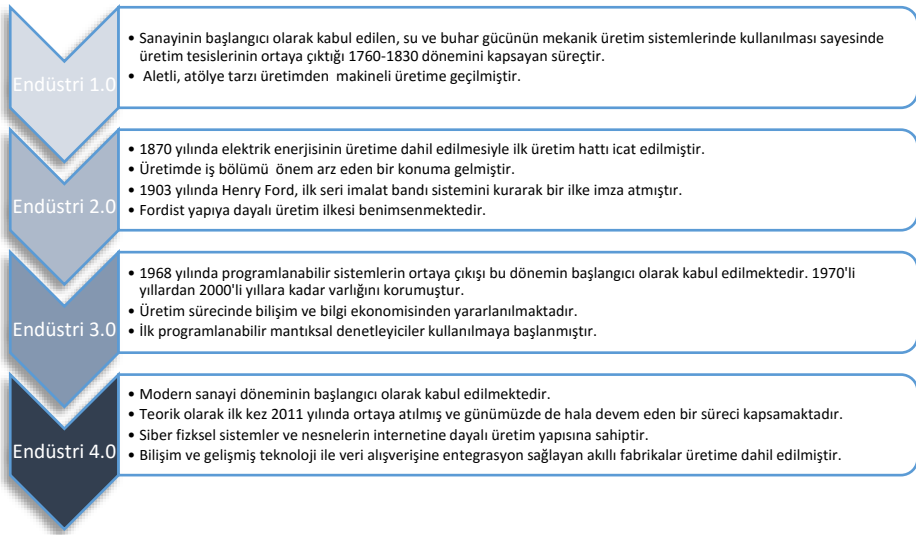 Endüstri 1.0
• Sanayinin başlangıcı olarak kabul edilen, su ve buhar gücünün mekanik üretim sistemlerinde kullanılması sayesinde
üretim tesislerinin ortaya çıktığı 1760-1830 dönemini kapsayan süreçtir.
• Aletli, atölye tarzı üretimden makineli üretime geçilmiştir.
Endüstri 2.0
• 1870 yılında elektrik enerjisinin üretime dahil edilmesiyle ilk üretim hattı icat edilmiştir.
• Üretimde iş bölümü önem arz eden bir konuma gelmiştir.
• 1903 yılında Henry Ford, ilk seri imalat bandı sistemini kurarak bir ilke imza atmıştır.
• Fordist yapıya dayalı üretim ilkesi benimsenmektedir.
Endüstri 3.0
• 1968 yılında programlanabilir sistemlerin ortaya çıkışı bu dönemin başlangıcı olarak kabul edilmektedir. 1970'li
yıllardan 2000'li yıllara kadar varlığını korumuştur.
• Üretim sürecinde bilişim ve bilgi ekonomisinden yararlanılmaktadır.
• İlk programlanabilir mantıksal denetleyiciler kullanılmaya başlanmıştır.
Endüstri 4.0
• Modern sanayi döneminin başlangıcı olarak kabul edilmektedir.
• Teorik olarak ilk kez 2011 yılında ortaya atılmış ve günümüzde de hala devem eden bir süreci kapsamaktadır.
• Siber fizksel sistemler ve nesnelerin internetine dayalı üretim yapısına sahiptir.
• Bilişim ve gelişmiş teknoloji ile veri alışverişine entegrasyon sağlayan akıllı fabrikalar üretime dahil edilmiştir.